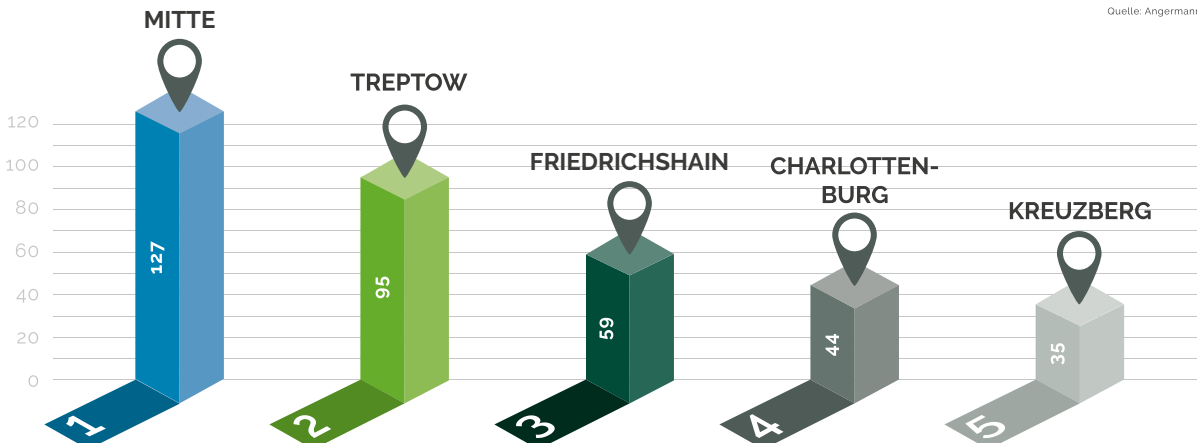 Quelle: Angermann
MITTE
TREPTOW
FRIEDRICHSHAIN
CHARLOTTEN-
BURG
KREUZBERG
120
100
80
60
40
20
0
127
95
59
44
35
1
2
3
4
5